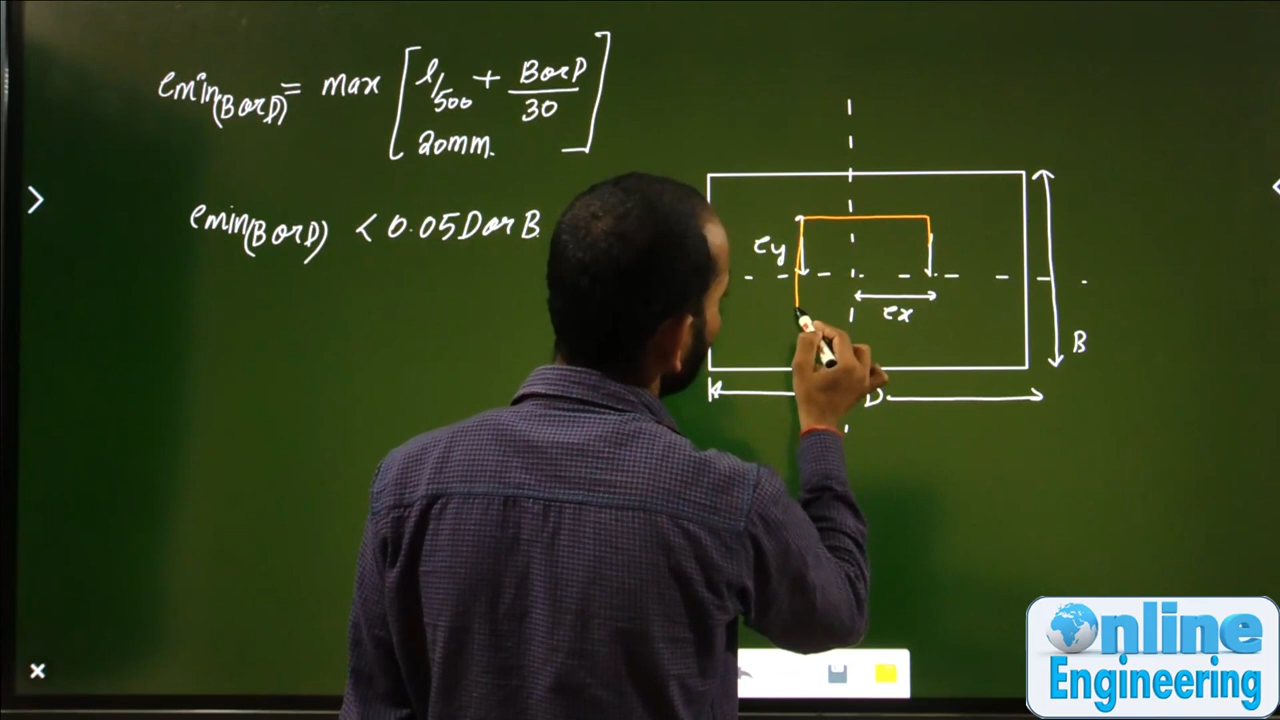 emin(B or D) = max [ l/500 + B or D/30
20mm. ]
emin(B or D) < 0.05 D or B
ey
ex
B
D
Online
Engineering